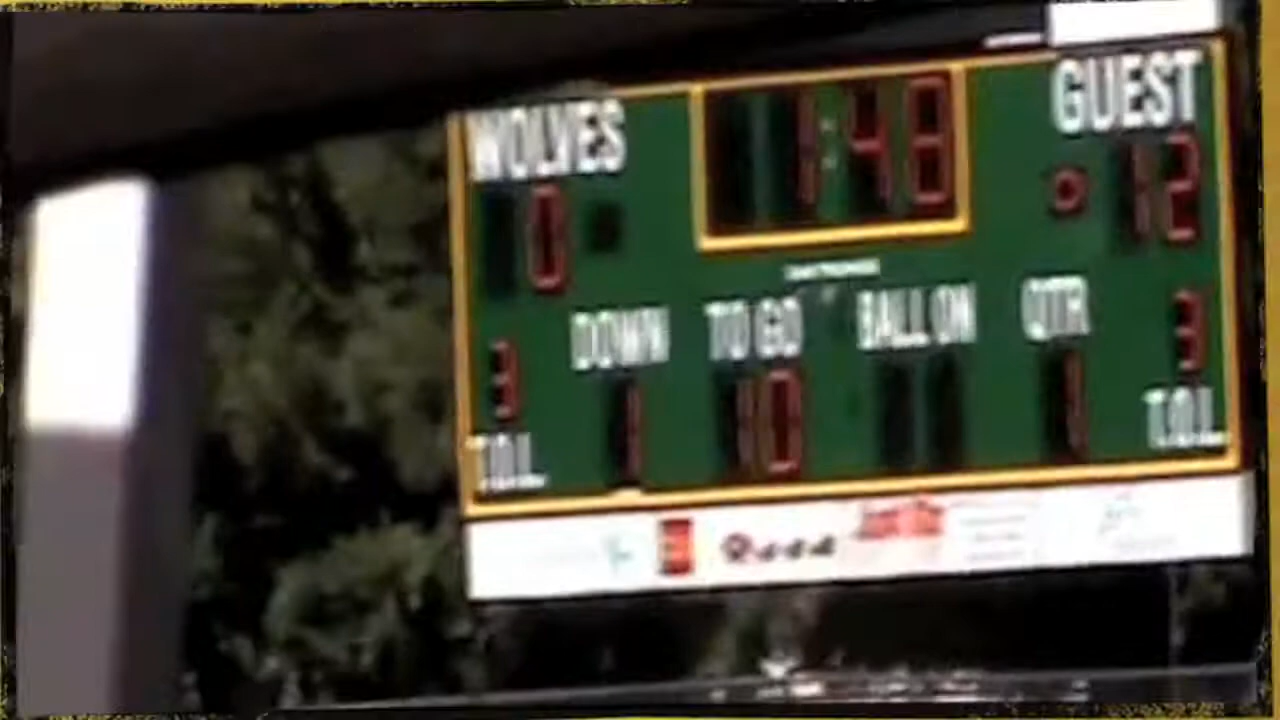 WOLVES 1:48 GUEST
0 12
DOWN TO GO BALL ON QTR
3 1 10 1 3
T.O.L. T.O.L.